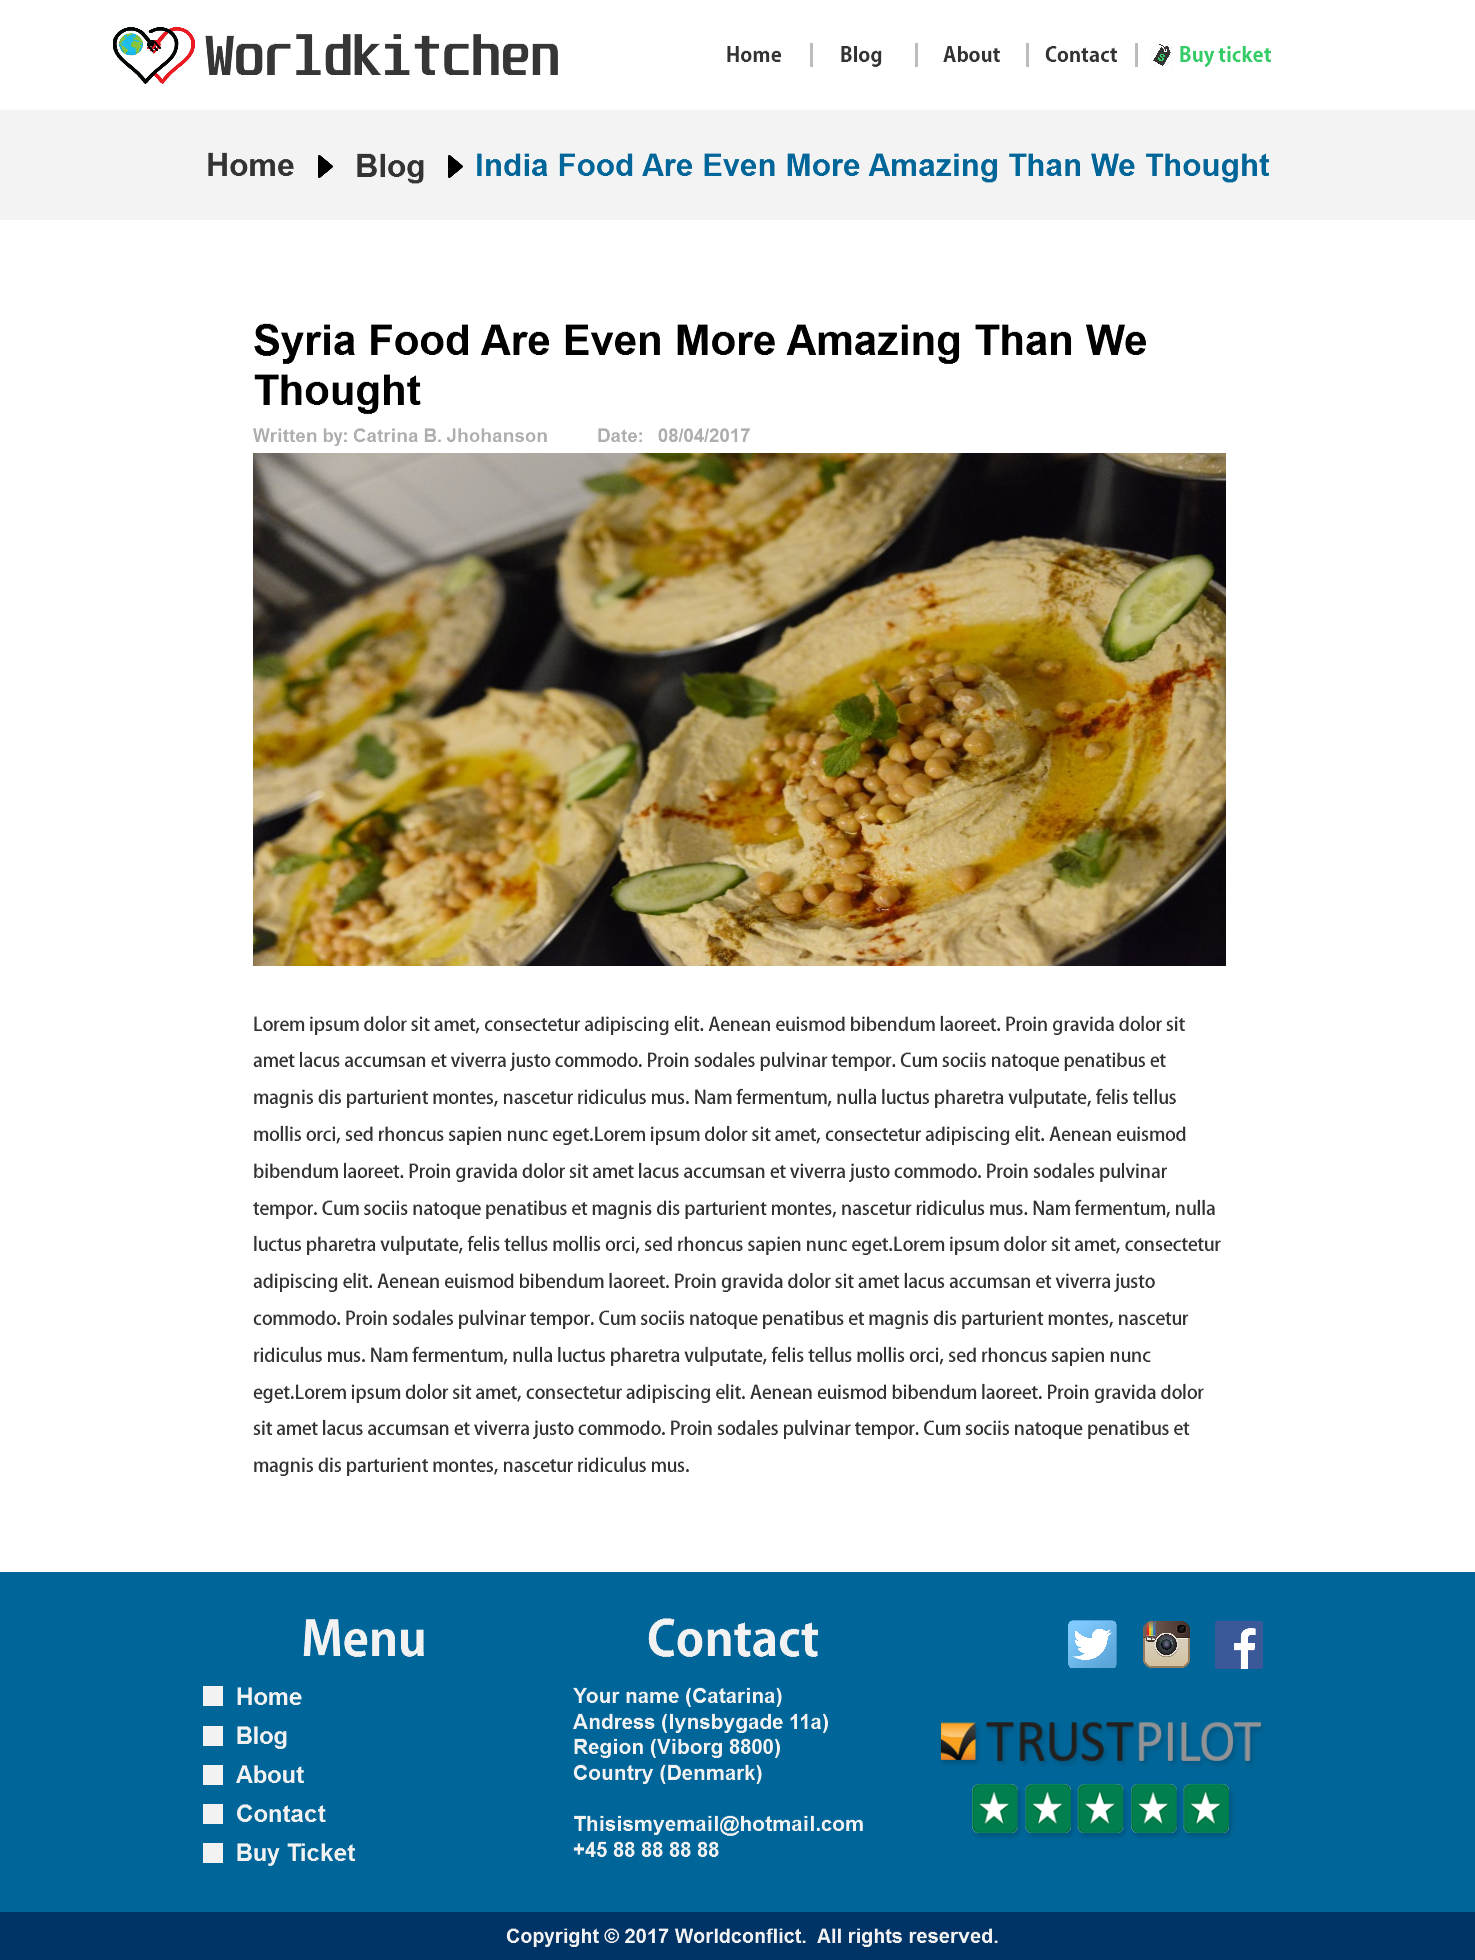 Worldkitchen
Home
Blog
About
Contact
Buy ticket
Home
Blog
India Food Are Even More Amazing Than We Thought
Syria Food Are Even More Amazing Than We
Thought
Written by: Catrina B. Jhohanson
Date: 08/04/2017
Lorem ipsum dolor sit amet, consectetur adipiscing elit. Aenean euismod bibendum laoreet. Proin gravida dolor sit
amet lacus accumsan et viverra justo commodo. Proin sodales pulvinar tempor. Cum sociis natoque penatibus et
magnis dis parturient montes, nascetur ridiculus mus. Nam fermentum, nulla luctus pharetra vulputate, felis tellus
mollis orci, sed rhoncus sapien nunc eget.Lorem ipsum dolor sit amet, consectetur adipiscing elit. Aenean euismod
bibendum laoreet. Proin gravida dolor sit amet lacus accumsan et viverra justo commodo. Proin sodales pulvinar
tempor. Cum sociis natoque penatibus et magnis dis parturient montes, nascetur ridiculus mus. Nam fermentum, nulla
luctus pharetra vulputate, felis tellus mollis orci, sed rhoncus sapien nunc eget.Lorem ipsum dolor sit amet, consectetur
adipiscing elit. Aenean euismod bibendum laoreet. Proin gravida dolor sit amet lacus accumsan et viverra justo
commodo. Proin sodales pulvinar tempor. Cum sociis natoque penatibus et magnis dis parturient montes, nascetur
ridiculus mus. Nam fermentum, nulla luctus pharetra vulputate, felis tellus mollis orci, sed rhoncus sapien nunc
eget.Lorem ipsum dolor sit amet, consectetur adipiscing elit. Aenean euismod bibendum laoreet. Proin gravida dolor
sit amet lacus accumsan et viverra justo commodo. Proin sodales pulvinar tempor. Cum sociis natoque penatibus et
magnis dis parturient montes, nascetur ridiculus mus.
Menu
Home
Blog
About
Contact
Buy Ticket
Contact
Your name (Catarina)
Andress (lynsbygade 11a)
Region (Viborg 8800)
Country (Denmark)
Thisismyemail@hotmail.com
+45 88 88 88 88
TRUSTPILOT
Copyright © 2017 Worldconflict. All rights reserved.